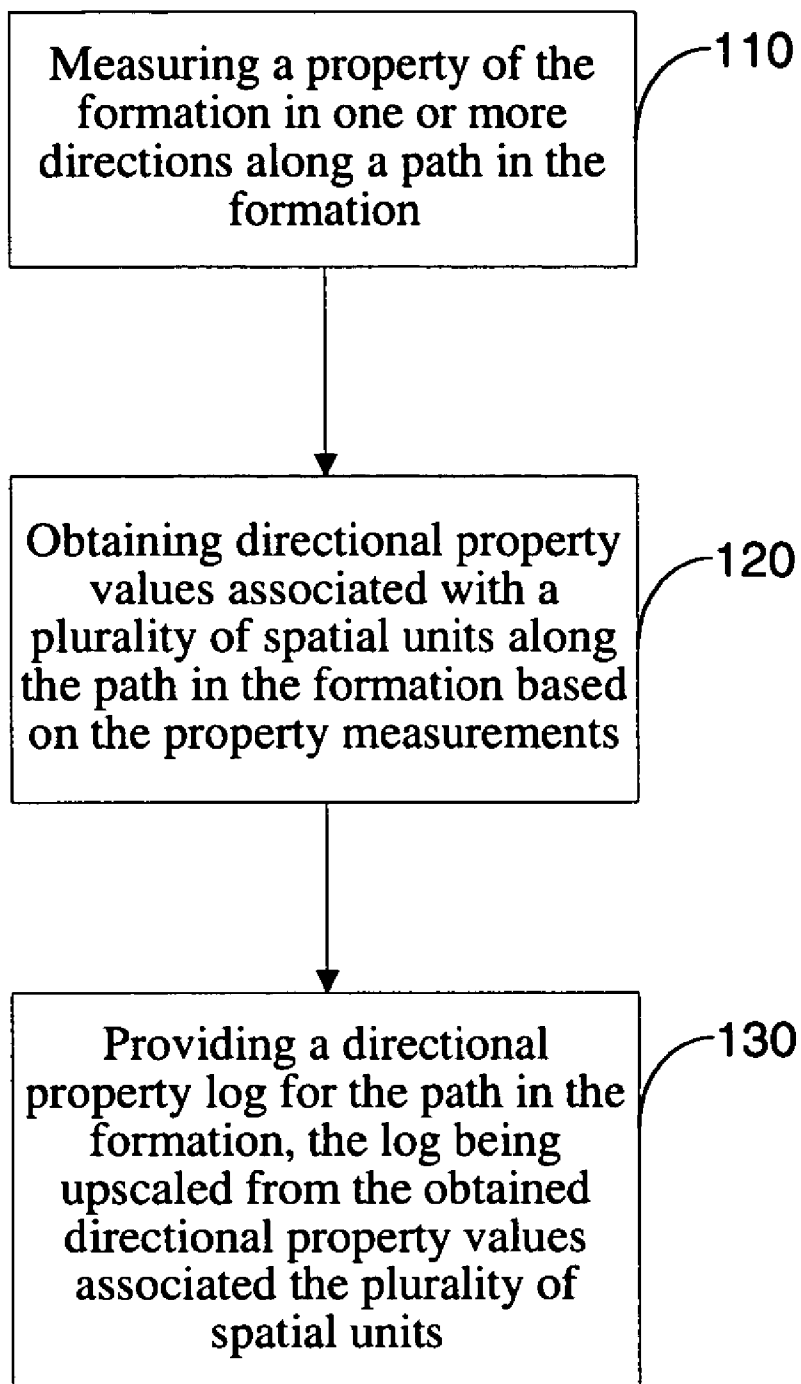 Measuring a property of the
formation in one or more
directions along a path in the
formation
110
Obtaining directional property
values associated with a
plurality of spatial units along
the path in the formation based
on the property measurements
120
Providing a directional
property log for the path in the
formation, the log being
upscaled from the obtained
directional property values
associated the plurality of
spatial units
130